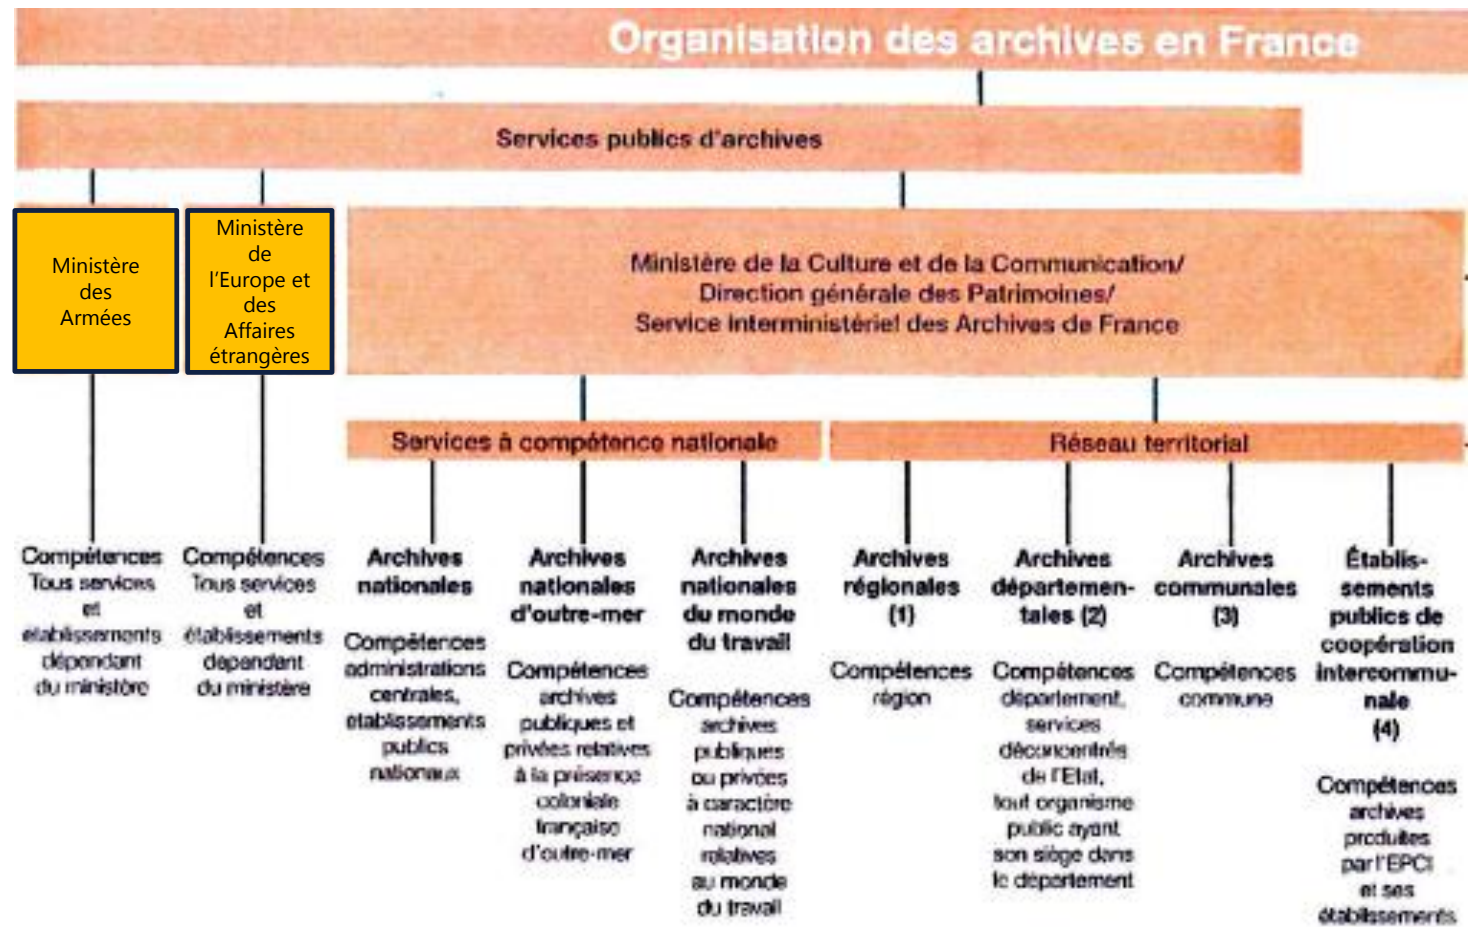 Organisation des archives en France
Services publics d'archives
Ministère
des
Armées
Ministère
de
l'Europe et
des
Affaires
étrangères
Ministère de la Culture et de la Communication/
Direction générale des Patrimoines/
Service Interministériel des Archives de France
Services à compétence nationale
Réseau territorial
Compétences
Tous services
et
établissements
dépendant
du ministère
Compétences
Tous services
et
établissements
dépendant
du ministère
Archives
nationales
Compétences
administrations
centrales,
établissements
publics
nationaux
Archives
nationales
d'outre-mer
Compétences
archives
publiques et
privées relatives
à la présence
coloniale
française
d'outre-mer
Archives
nationales
du monde
du travail
Compétences
archives
publiques
ou privées
à caractère
national
relatives
au monde
du travail
Archives
régionales
(1)
Compétences
région
Archives
départemen-
tales (2)
Compétences
département,
services
déconcentrés
de l'Etat,
tout organisme
public ayant
son siège dans
le département
Archives
communales
(3)
Compétences
commune
Établis-
sements
publics de
coopération
intercommu-
nale
(4)
Compétences
archives
produites
par l'EPCI
et ses
établissements